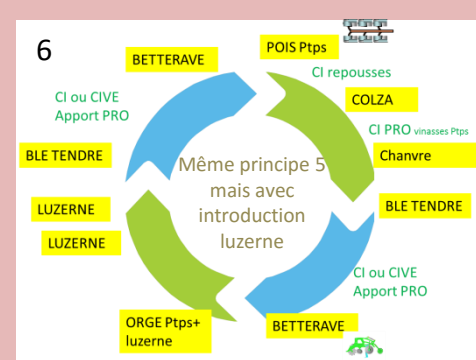 6
POIS Ptps
BETTERAVE
CI repousses
CI ou CIVE
Apport PRO
COLZA
CI PRO vinasses Ptps
BLE TENDRE
Chanvre
Même principe 5
mais avec
introduction
luzerne
LUZERNE
BLE TENDRE
LUZERNE
CI ou CIVE
Apport PRO
ORGE Ptps+
luzerne
BETTERAVE